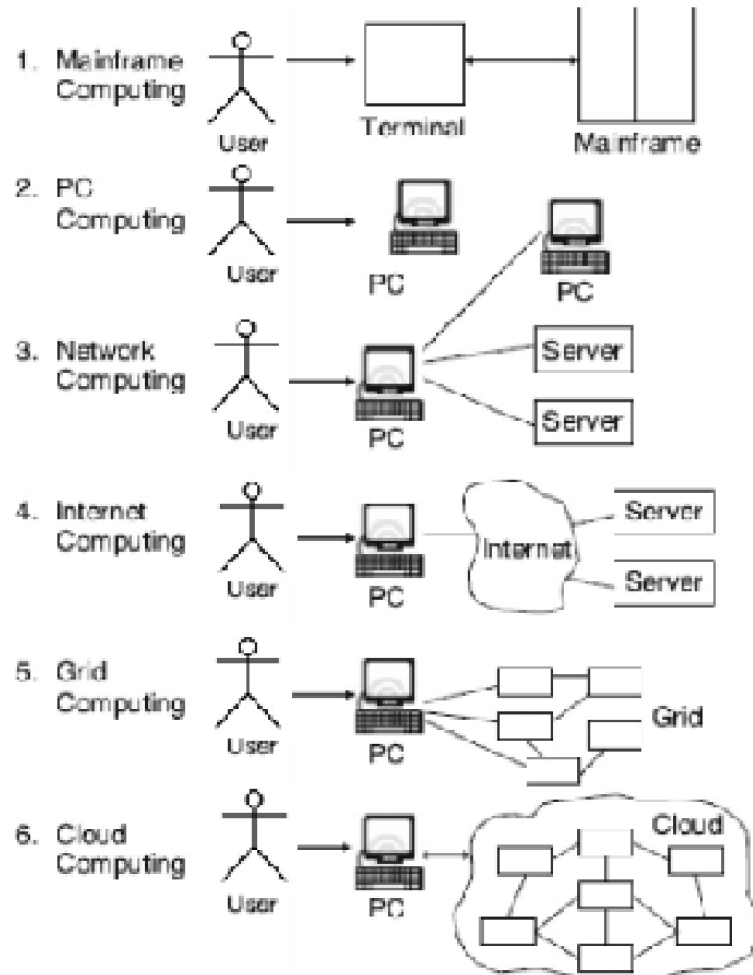 1. Mainframe
Computing
User
Terminal
Mainframe
2. PC
Computing
User
PC
PC
3. Network
Computing
User
PC
Server
Server
4. Internet
Computing
User
PC
Internet
Server
Server
5. Grid
Computing
User
PC
Grid
6. Cloud
Computing
User
PC
Cloud